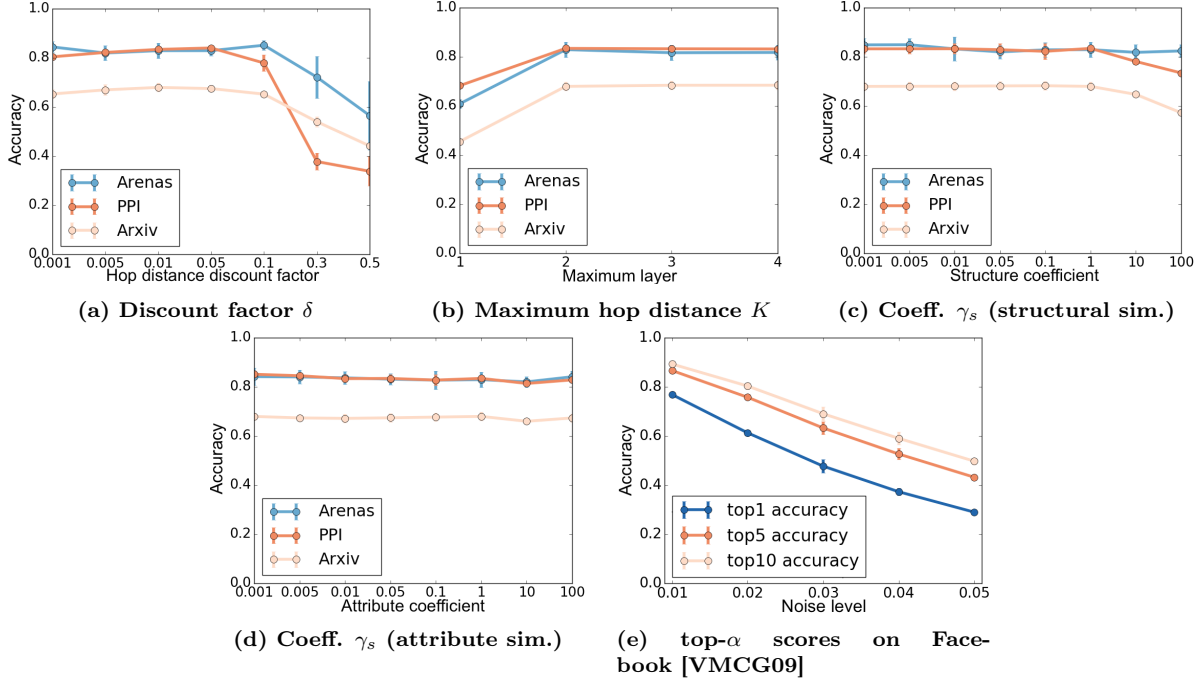 1.0
0.8
0.6
0.4
0.2
0.0
Accuracy
Arenas
PPI
Arxiv
0.001 0.005 0.01 0.05 0.1 0.3 0.5
Hop distance discount factor
(a) Discount factor δ
1.0
0.8
0.6
0.4
0.2
0.0
Accuracy
Arenas
PPI
Arxiv
1 2 3 4
Maximum layer
(b) Maximum hop distance K
1.0
0.8
0.6
0.4
0.2
0.0
Accuracy
Arenas
PPI
Arxiv
0.001 0.005 0.01 0.05 0.1 1 10 100
Structure coefficient
(c) Coeff. γs (structural sim.)
1.0
0.8
0.6
0.4
0.2
0.0
Accuracy
Arenas
PPI
Arxiv
0.001 0.005 0.01 0.05 0.1 1 10 100
Attribute coefficient
(d) Coeff. γs (attribute sim.)
1.0
0.8
0.6
0.4
0.2
0.0
Accuracy
top1 accuracy
top5 accuracy
top10 accuracy
0.01 0.02 0.03 0.04 0.05
Noise level
(e) top-α scores on Face-
book [VMCG09]